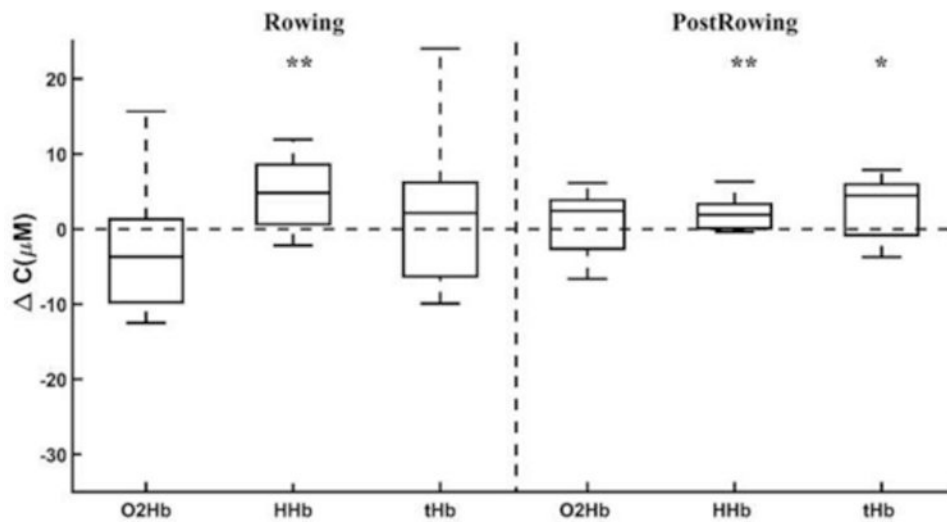 Rowing
PostRowing
** ** *
20
10
0
-10
-20
-30
Δ C(μM)
O2Hb HHb tHb O2Hb HHb tHb